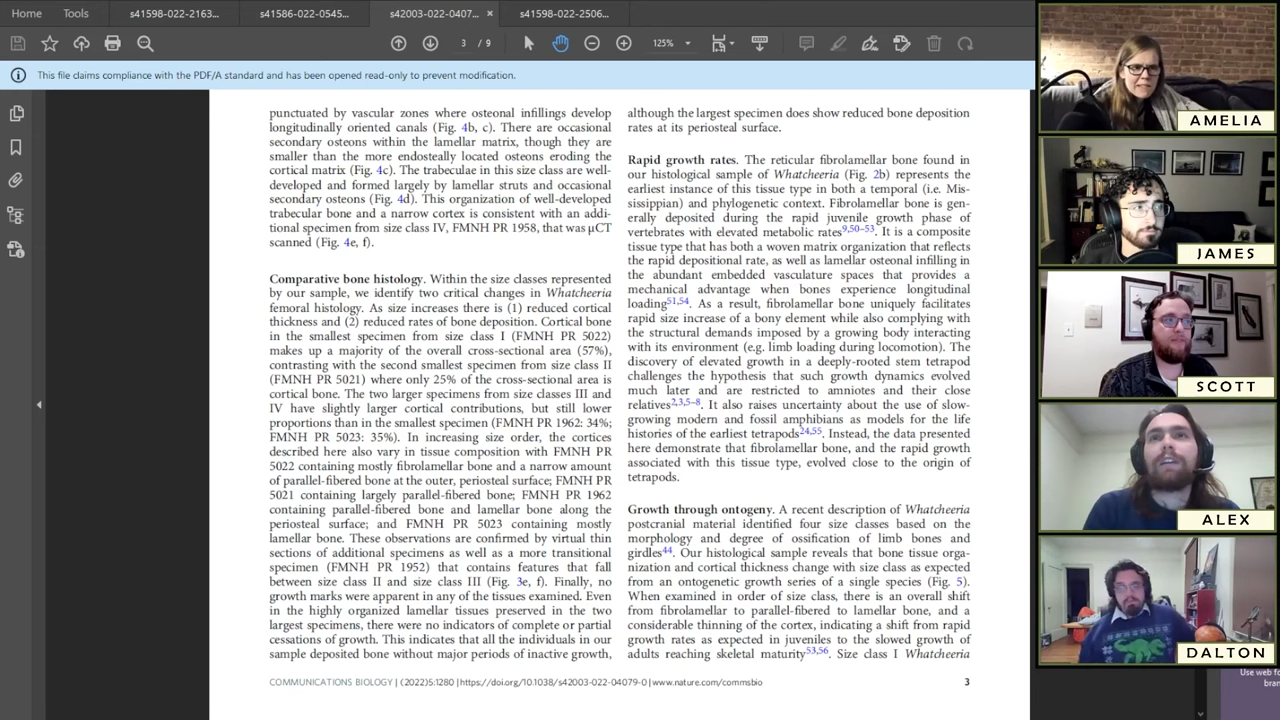 Home
Tools
s41598-022-2163...
s41586-022-0545...
s42003-022-0407...
s41598-022-2506...
3 / 9
125%
This file claims compliance with the PDF/A standard and has been opened read-only to prevent modification.
punctuated by vascular zones where osteonal infillings develop
longitudinally oriented canals (Fig. 4b, c). There are occasional
secondary osteons within the lamellar matrix, though they are
smaller than the more endosteally located osteons eroding the
cortical matrix (Fig. 4c). The trabeculae in this size class are well-
developed and formed largely by lamellar struts and occasional
secondary osteons (Fig. 4d). This organization of well-developed
trabecular bone and a narrow cortex is consistent with an addi-
tional specimen from size class IV, FMNH PR 1958, that was μCT
scanned (Fig. 4e, f).
Comparative bone histology. Within the size classes represented
by our sample, we identify two critical changes in Whatcheeria
femoral histology. As size increases there is (1) reduced cortical
thickness and (2) reduced rates of bone deposition. Cortical bone
in the smallest specimen from size class I (FMNH PR 5022)
makes up a majority of the overall cross-sectional area (57%),
contrasting with the second smallest specimen from size class II
(FMNH PR 5021) where only 25% of the cross-sectional area is
cortical bone. The two larger specimens from size classes III and
IV have slightly larger cortical contributions, but still lower
proportions than in the smallest specimen (FMNH PR 1962: 34%;
FMNH PR 5023: 35%). In increasing size order, the cortices
described here also vary in tissue composition with FMNH PR
5022 containing mostly fibrolamellar bone and a narrow amount
of parallel-fibered bone at the outer, periosteal surface; FMNH PR
5021 containing largely parallel-fibered bone; FMNH PR 1962
containing parallel-fibered bone and lamellar bone along the
periosteal surface; and FMNH PR 5023 containing mostly
lamellar bone. These observations are confirmed by virtual thin
sections of additional specimens as well as a more transitional
specimen (FMNH PR 1952) that contains features that fall
between size class II and size class III (Fig. 3e, f). Finally, no
growth marks were apparent in any of the tissues examined. Even
in the highly organized lamellar tissues preserved in the two
largest specimens, there were no indicators of complete or partial
cessations of growth. This indicates that all the individuals in our
sample deposited bone without major periods of inactive growth,
although the largest specimen does show reduced bone deposition
rates at its periosteal surface.
Rapid growth rates. The reticular fibrolamellar bone found in
our histological sample of Whatcheeria (Fig. 2b) represents the
earliest instance of this tissue type in both a temporal (i.e. Mis-
sissippian) and phylogenetic context. Fibrolamellar bone is gen-
erally deposited during the rapid juvenile growth phase of
vertebrates with elevated metabolic rates9,50–53. It is a composite
tissue type that has both a woven matrix organization that reflects
the rapid depositional rate, as well as lamellar osteonal infilling in
the abundant embedded vasculature spaces that provides a
mechanical advantage when bones experience longitudinal
loading51,54. As a result, fibrolamellar bone uniquely facilitates
rapid size increase of a bony element while also complying with
the structural demands imposed by a growing body interacting
with its environment (e.g. limb loading during locomotion). The
discovery of elevated growth in a deeply-rooted stem tetrapod
challenges the hypothesis that such growth dynamics evolved
much later and are restricted to amniotes and their close
relatives2,3,5–8. It also raises uncertainty about the use of slow-
growing modern and fossil amphibians as models for the life
histories of the earliest tetrapods24,55. Instead, the data presented
here demonstrate that fibrolamellar bone, and the rapid growth
associated with this tissue type, evolved close to the origin of
tetrapods.
Growth through ontogeny. A recent description of Whatcheeria
postcranial material identified four size classes based on the
morphology and degree of ossification of limb bones and
girdles44. Our histological sample reveals that bone tissue orga-
nization and cortical thickness change with size class as expected
from an ontogenetic growth series of a single species (Fig. 5).
When examined in order of size class, there is an overall shift
from fibrolamellar to parallel-fibered to lamellar bone, and a
considerable thinning of the cortex, indicating a shift from rapid
growth rates as expected in juveniles to the slowed growth of
adults reaching skeletal maturity53,56. Size class I Whatcheeria
COMMUNICATIONS BIOLOGY | (2022)5:1280 | https://doi.org/10.1038/s42003-022-04079-0 | www.nature.com/commsbio
3
AMELIA
JAMES
SCOTT
ALEX
DALTON
Use web fo
bran